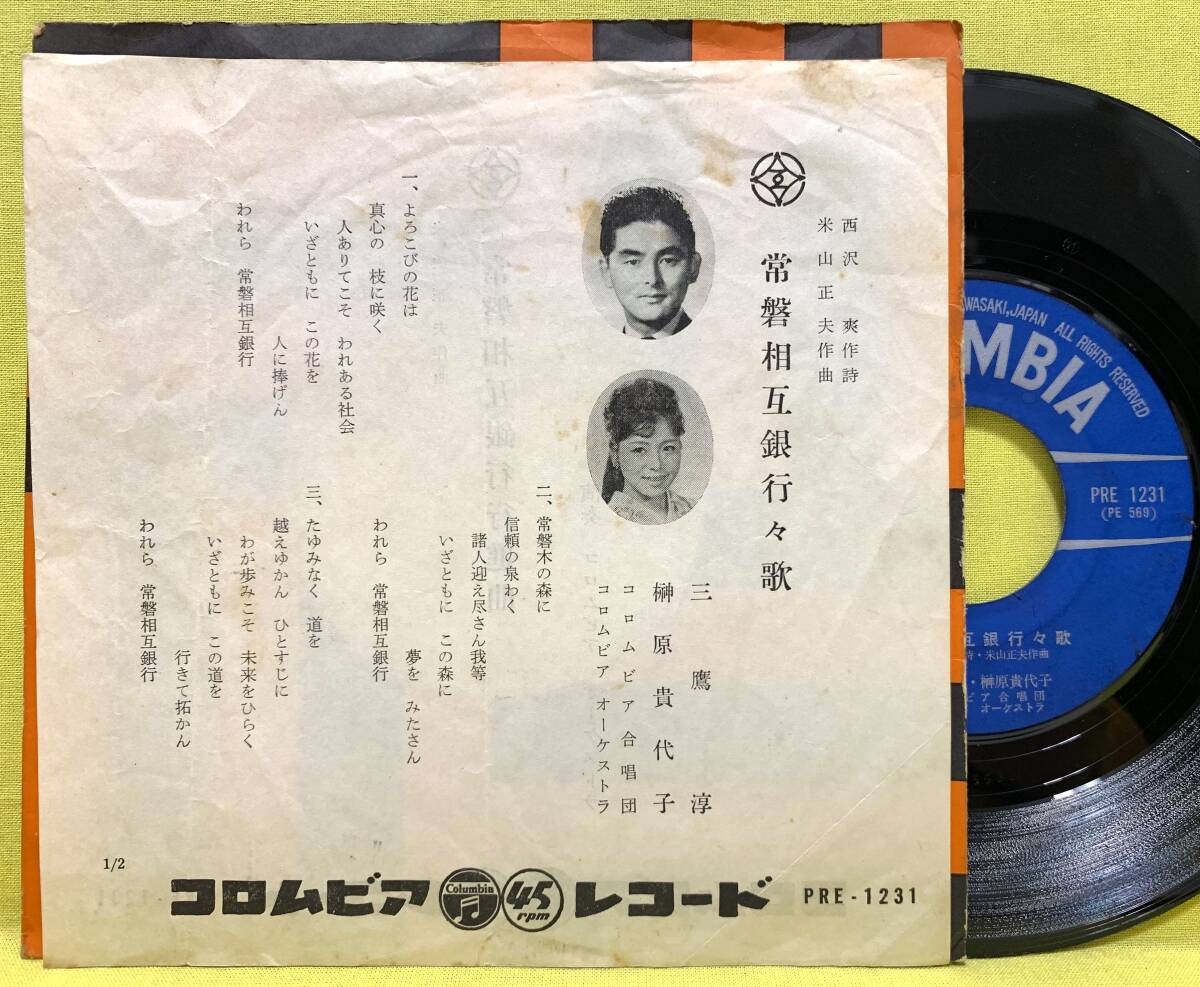 西沢 爽作詩
米山正夫作曲
常磐相互銀行々歌
三鷹 淳
榊原貴代子
コロムビア合唱団
コロムビア オーケストラ
一、よろこびの花は
真心の 枝に咲く
人ありてこそ われある社会
いざともに この花を
人に捧げん
われら 常磐相互銀行
二、常磐木の森に
信頼の泉わく
諸人迎え尽さん我等
いざともに この森に
夢を みたさん
われら 常磐相互銀行
三、たゆみなく 道を
越えゆかん ひとすじに
わが歩みこそ 未来をひらく
いざともに この道を
行きて拓かん
われら 常磐相互銀行
1/2
コロムビア Columbia 45 rpm レコード PRE-1231
WASAKI, JAPAN ALL RIGHTS RESERVED
MBIA
PRE 1231
(PE 569)
互銀行々歌
詩・米山正夫作曲
・榊原貴代子
ビア合唱団
オーケストラ